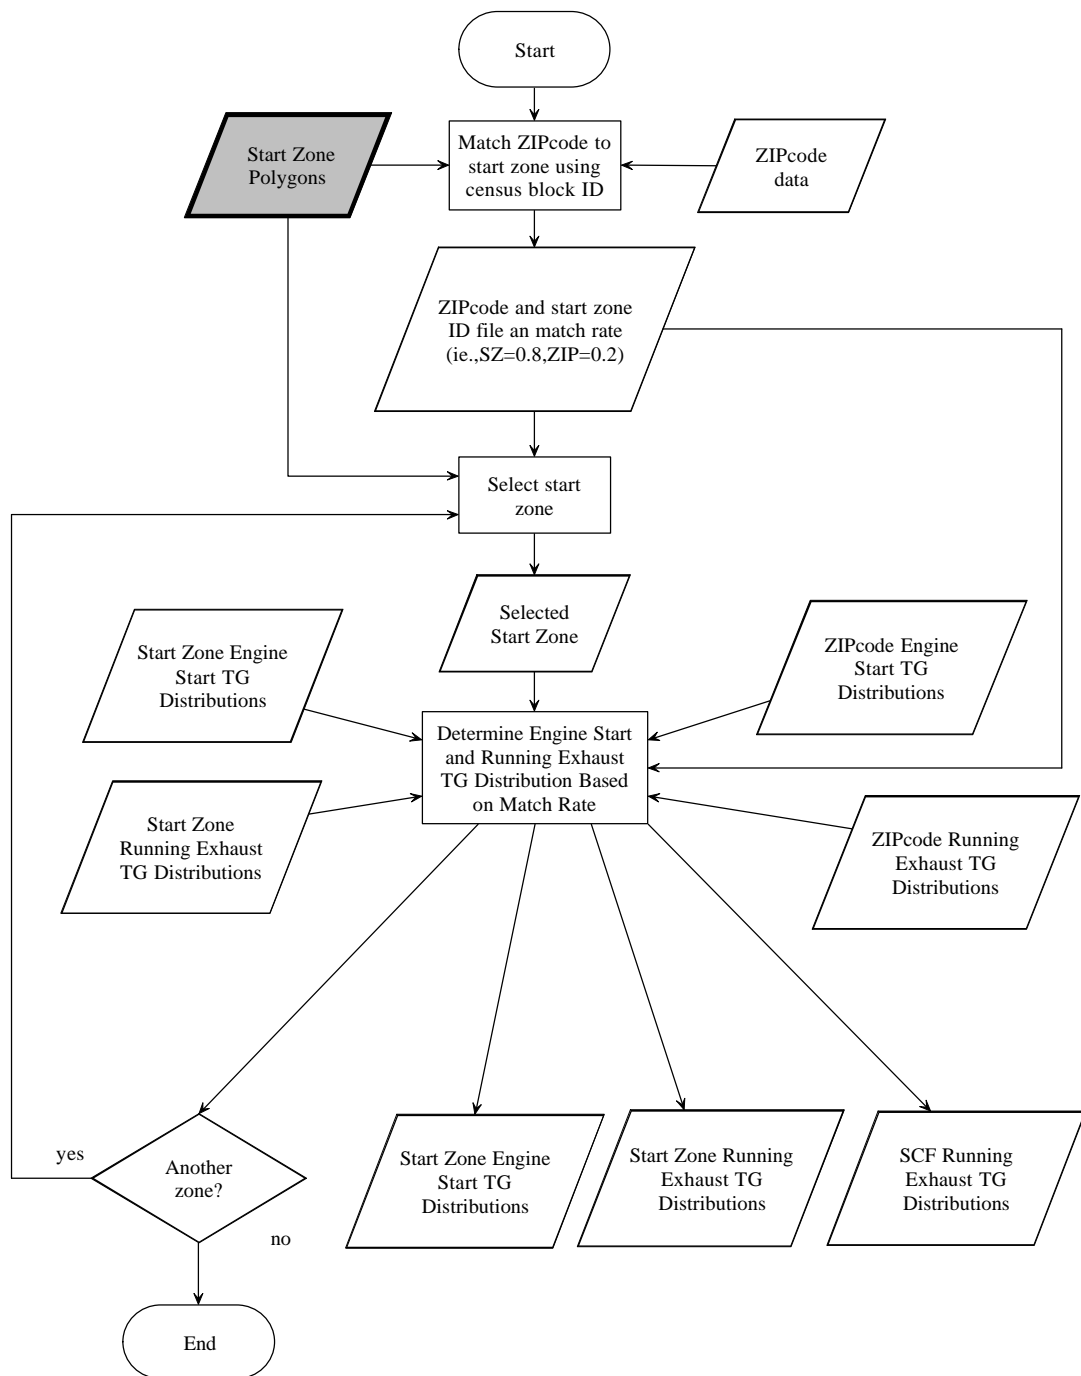 Start
Start Zone
Polygons
Match ZIPcode to
start zone using
census block ID
ZIPcode
data
ZIPcode and start zone
ID file an match rate
(ie.,SZ=0.8,ZIP=0.2)
Select start
zone
Selected
Start Zone
Start Zone Engine
Start TG
Distributions
ZIPcode Engine
Start TG
Distributions
Determine Engine Start
and Running Exhaust
TG Distribution Based
on Match Rate
Start Zone
Running Exhaust
TG Distributions
ZIPcode Running
Exhaust TG
Distributions
yes
Another
zone?
no
Start Zone Engine
Start TG
Distributions
Start Zone Running
Exhaust TG
Distributions
SCF Running
Exhaust TG
Distributions
End